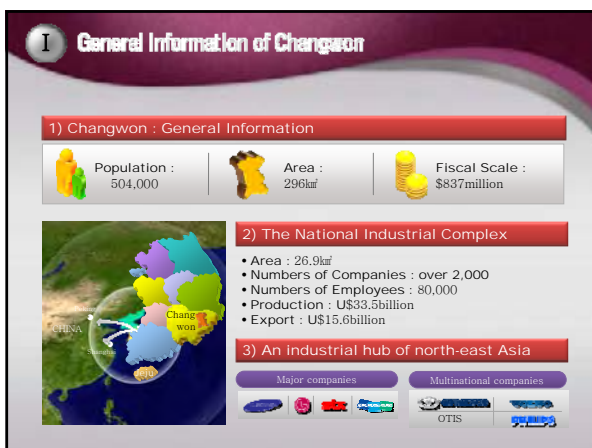 I General Information of Changwon
1) Changwon : General Information
Population :
504,000
Area :
296㎢
Fiscal Scale :
$837million
2) The National Industrial Complex
• Area : 26.9㎢
• Numbers of Companies : over 2,000
• Numbers of Employees : 80,000
• Production : U$33.5billion
• Export : U$15.6billion
Chang
won
CHINA
Shanghai
Jeju
3) An industrial hub of north-east Asia
Major companies
Multinational companies
OTIS